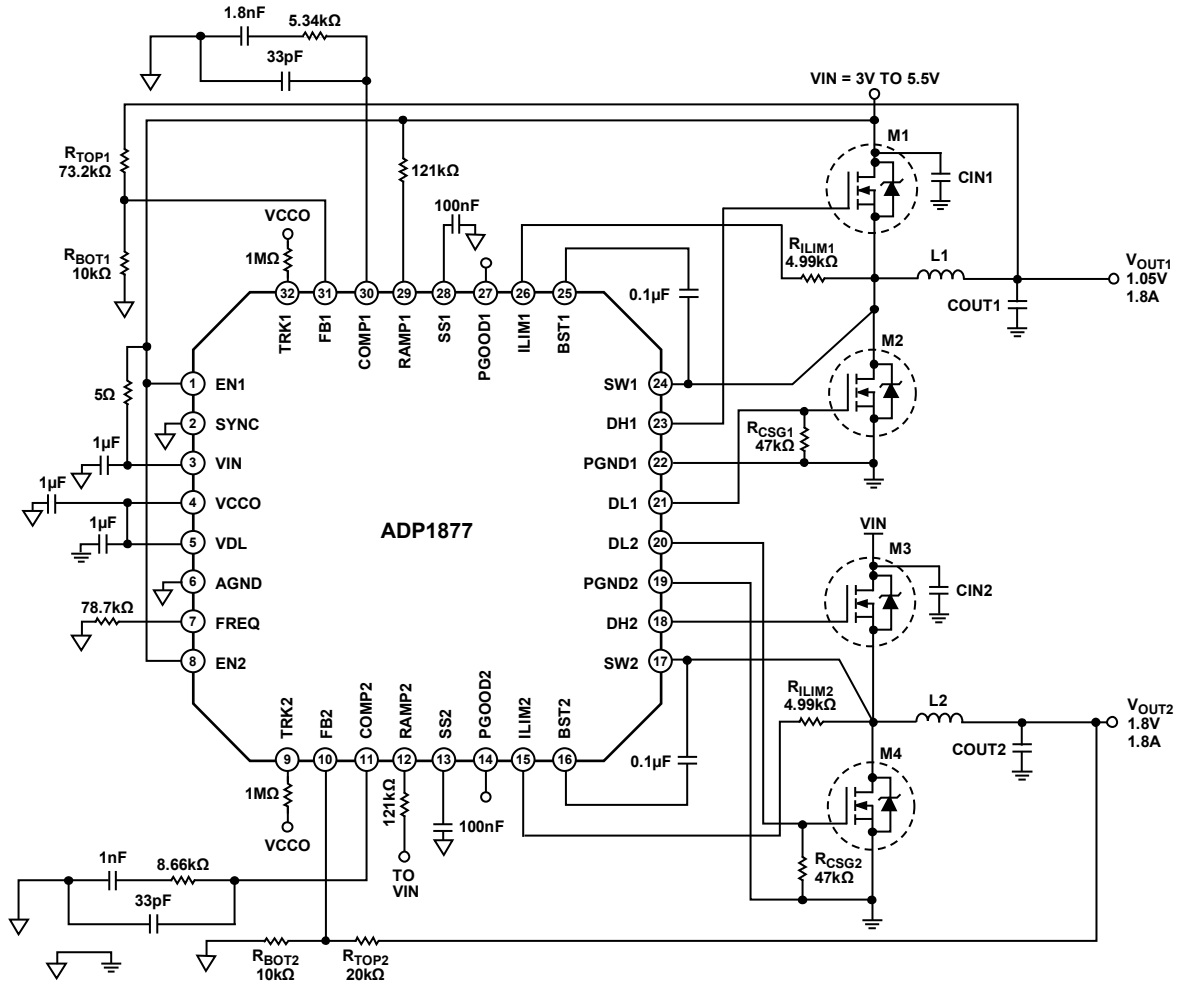 1.8nF
5.34kΩ
33pF
VIN = 3V TO 5.5V
M1
RTOP1
73.2kΩ
121kΩ
CIN1
VCCO
100nF
1MΩ
RBOT1
10kΩ
RILIM1
4.99kΩ
L1
VOUT1
1.05V
1.8A
0.1µF
COUT1
32
31
30
29
28
27
26
25
TRK1
FB1
COMP1
RAMP1
SS1
PGOOD1
ILIM1
BST1
M2
5Ω
1
EN1
SW1
24
2
SYNC
DH1
23
RCSG1
47kΩ
1µF
3
VIN
PGND1
22
1µF
4
VCCO
DL1
21
ADP1877
1µF
5
VDL
DL2
20
VIN
M3
6
AGND
PGND2
19
CIN2
78.7kΩ
7
FREQ
DH2
18
8
EN2
SW2
17
RILIM2
4.99kΩ
L2
VOUT2
1.8V
1.8A
TRK2
FB2
COMP2
RAMP2
SS2
PGOOD2
ILIM2
BST2
COUT2
M4
9
10
11
12
13
14
15
16
0.1µF
1MΩ
121kΩ
100nF
VCCO
TO
VIN
RCSG2
47kΩ
1nF
8.66kΩ
33pF
RBOT2
10kΩ
RTOP2
20kΩ